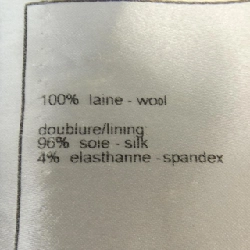 100% laine - wool
doublure/lining
96% soie - silk
4% elasthanne - spandex